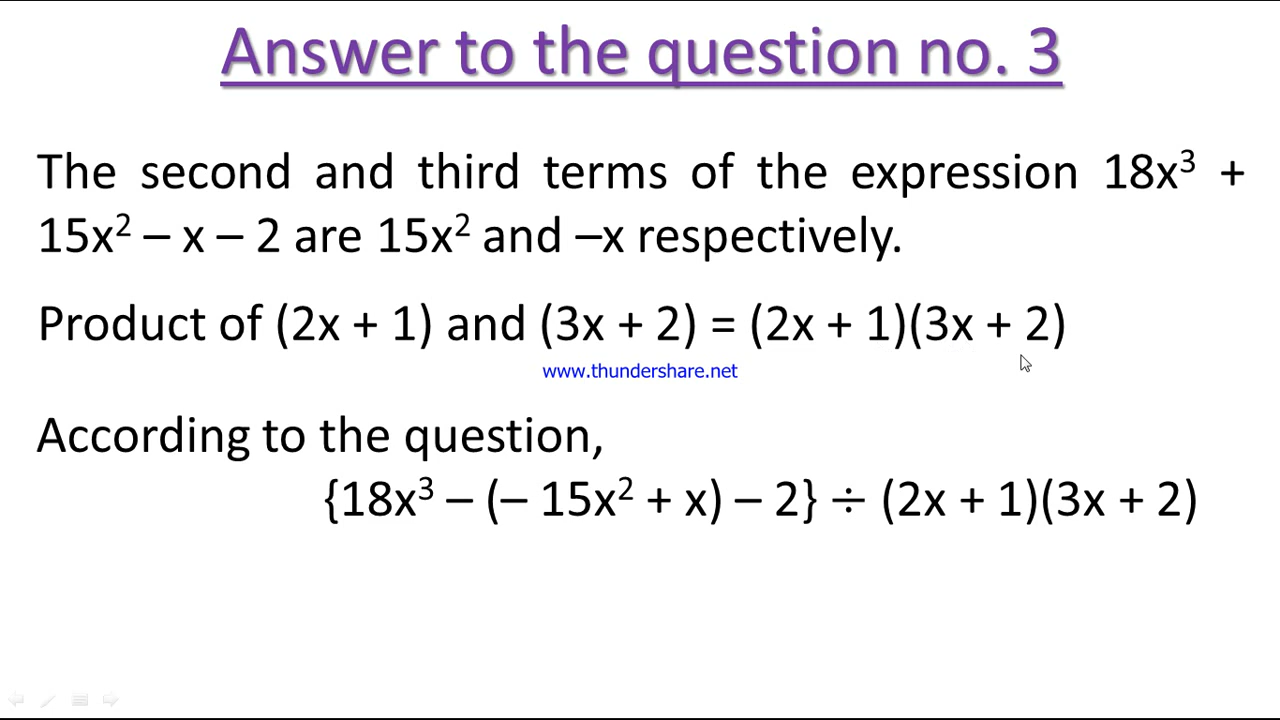 Answer to the question no. 3
The second and third terms of the expression 18x³ +
15x² – x – 2 are 15x² and –x respectively.
Product of (2x + 1) and (3x + 2) = (2x + 1)(3x + 2)
www.thundershare.net
According to the question,
{18x³ – (– 15x² + x) – 2} ÷ (2x + 1)(3x + 2)